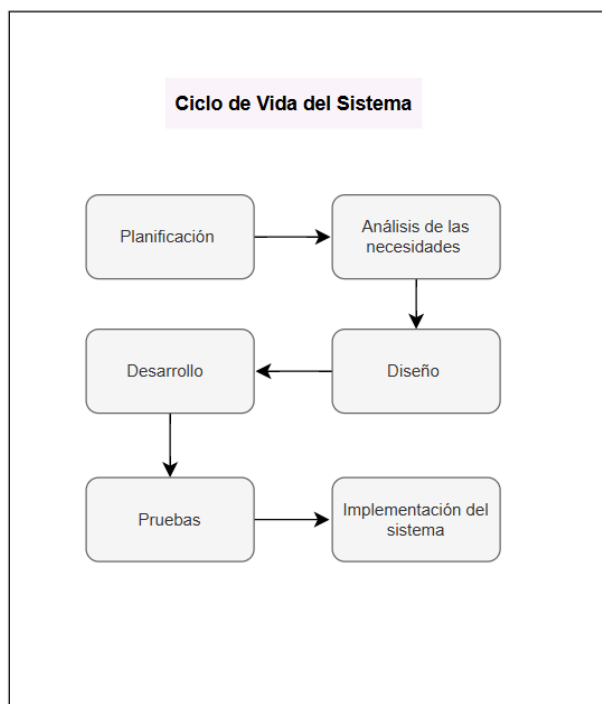 Ciclo de Vida del Sistema
Planificación
Análisis de las
necesidades
Diseño
Desarrollo
Pruebas
Implementación del
sistema